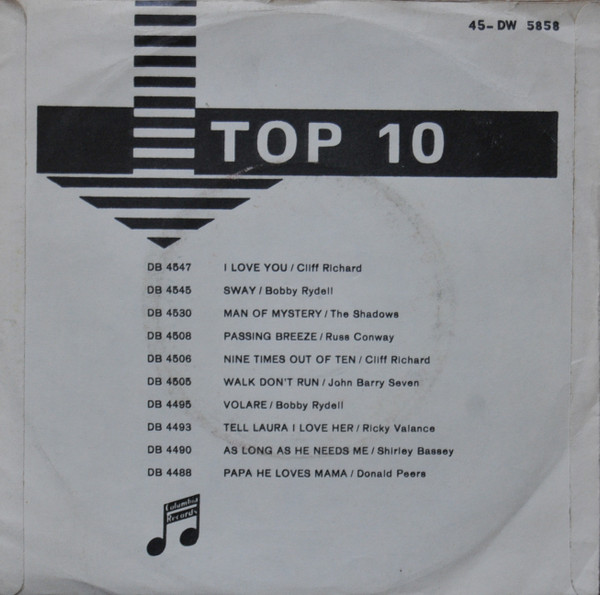 45-DW 5858
TOP 10
DB 4547 I LOVE YOU / Cliff Richard
DB 4545 SWAY / Bobby Rydell
DB 4530 MAN OF MYSTERY / The Shadows
DB 4508 PASSING BREEZE / Russ Conway
DB 4506 NINE TIMES OUT OF TEN / Cliff Richard
DB 4505 WALK DON'T RUN / John Barry Seven
DB 4495 VOLARE / Bobby Rydell
DB 4493 TELL LAURA I LOVE HER / Ricky Valance
DB 4490 AS LONG AS HE NEEDS ME / Shirley Bassey
DB 4488 PAPA HE LOVES MAMA / Donald Peers
Columbia
Records